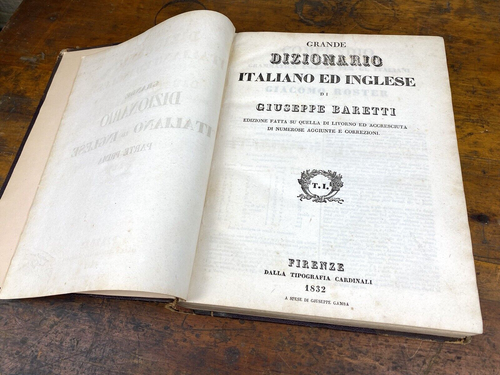 GRANDE
DIZIONARIO
ITALIANO ED INGLESE
DI
GIUSEPPE BARETTI
EDIZIONE FATTA SU QUELLA DI LIVORNO ED ACCRESCIUTA
DI NUMEROSE AGGIUNTE E CORREZIONI.
T. I.
FIRENZE
DALLA TIPOGRAFIA CARDINALI
1832
A SPESE DI GIUSEPPE GAMBA